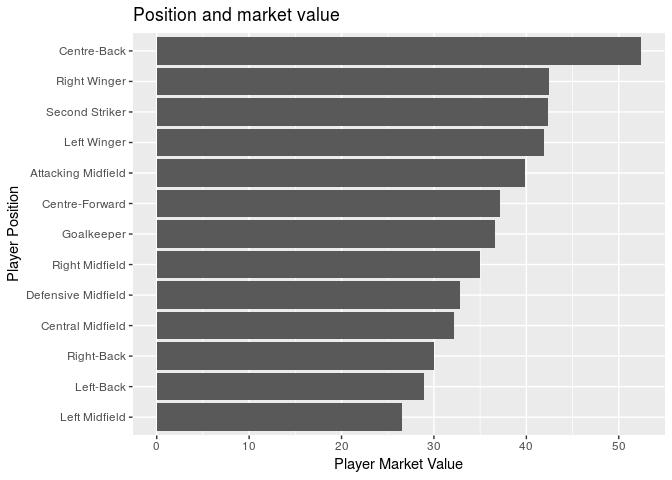 Position and market value
Player Position
Centre-Back
Right Winger
Second Striker
Left Winger
Attacking Midfield
Centre-Forward
Goalkeeper
Right Midfield
Defensive Midfield
Central Midfield
Right-Back
Left-Back
Left Midfield
0 10 20 30 40 50
Player Market Value